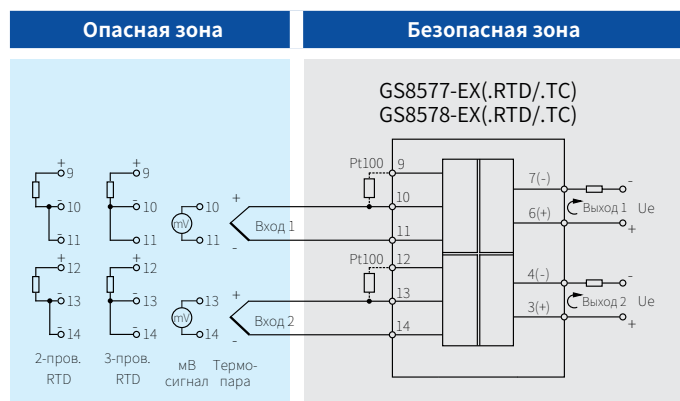 Опасная зона
Безопасная зона
GS8577-EX(.RTD/.TC)
GS8578-EX(.RTD/.TC)
+ 9
- 10
- 11
+ 12
- 13
- 14
2-пров.
RTD
+ 9
- 10
- 11
+ 12
- 13
- 14
3-пров.
RTD
mV
10
11
mV
13
14
мВ
сигнал
+
Вход 1
-
+
Вход 2
-
Термо-
пара
Pt100
9
10
11
Pt100
12
13
14
7(-)
6(+)
4(-)
3(+)
-
Выход 1 Ue
+
-
Выход 2 Ue
+